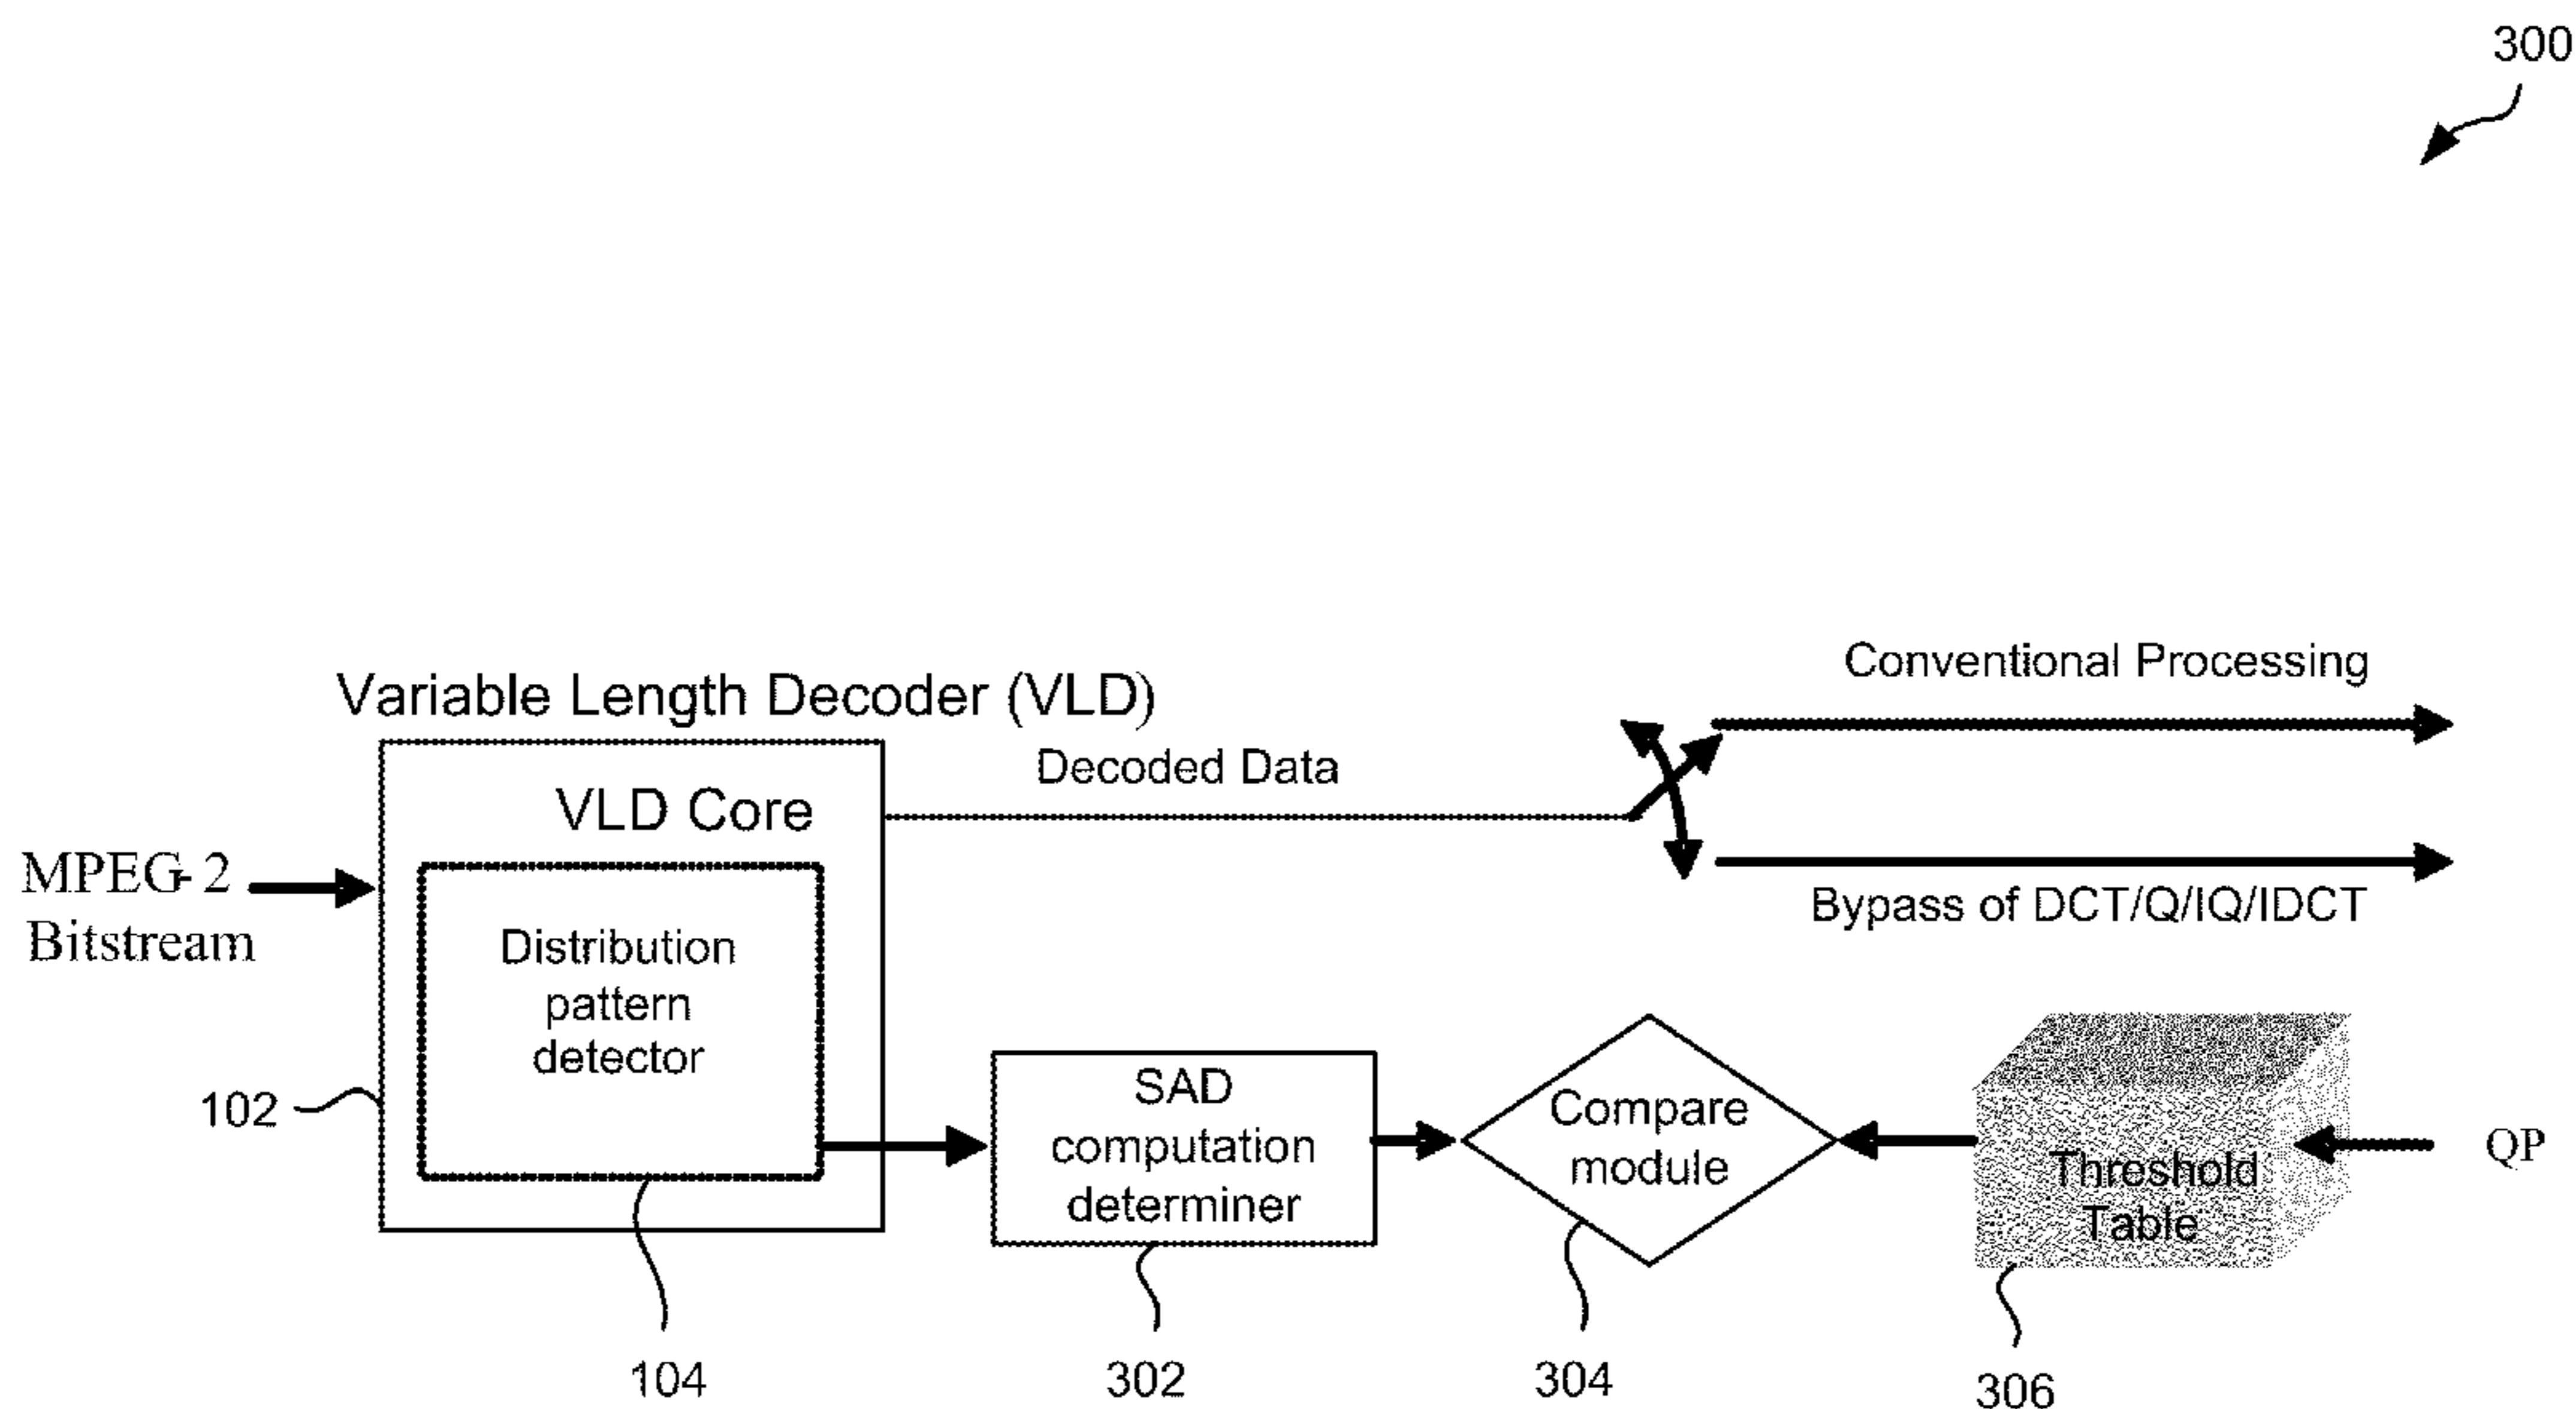 300
Conventional Processing
Variable Length Decoder (VLD)
Decoded Data
VLD Core
MPEG-2
Bitstream
Bypass of DCT/Q/IQ/IDCT
Distribution
pattern
detector
102
SAD
computation
determiner
Compare
module
Threshold
Table
QP
104
302
304
306